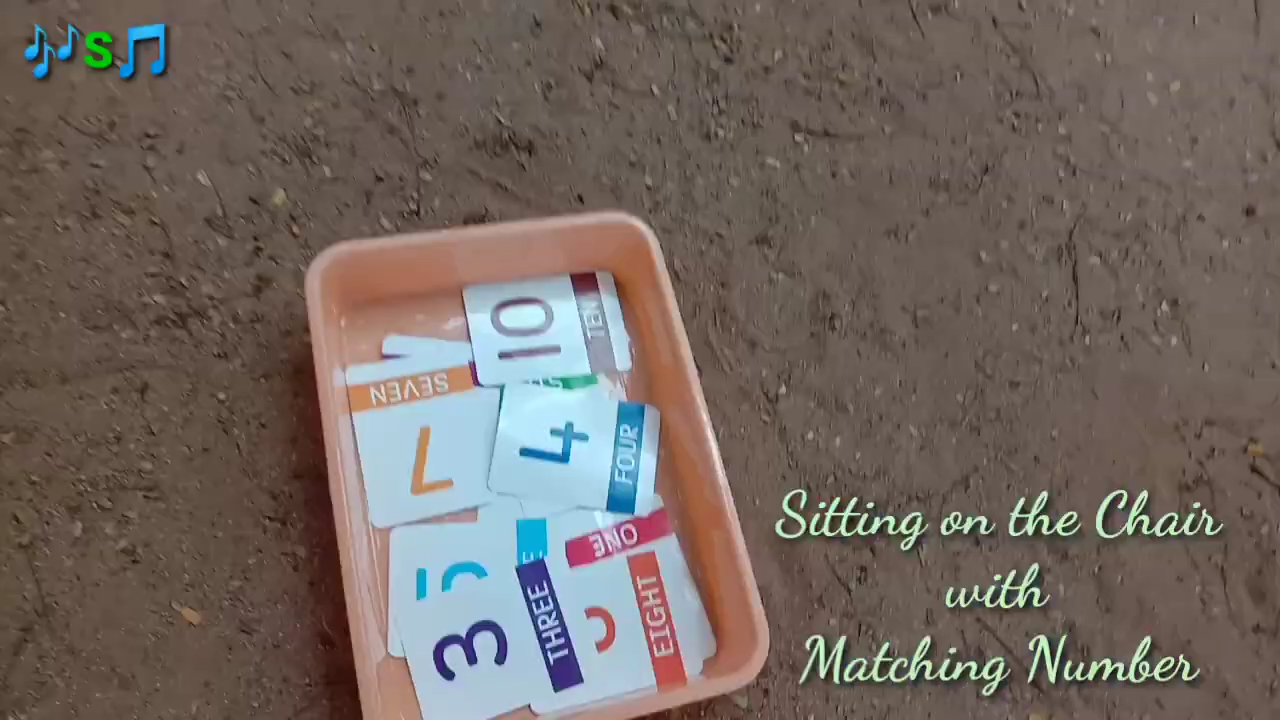 S
10
TEN
SEVEN
7
4
FOUR
ONE
3
THREE
EIGHT
Sitting on the Chair
with
Matching Number